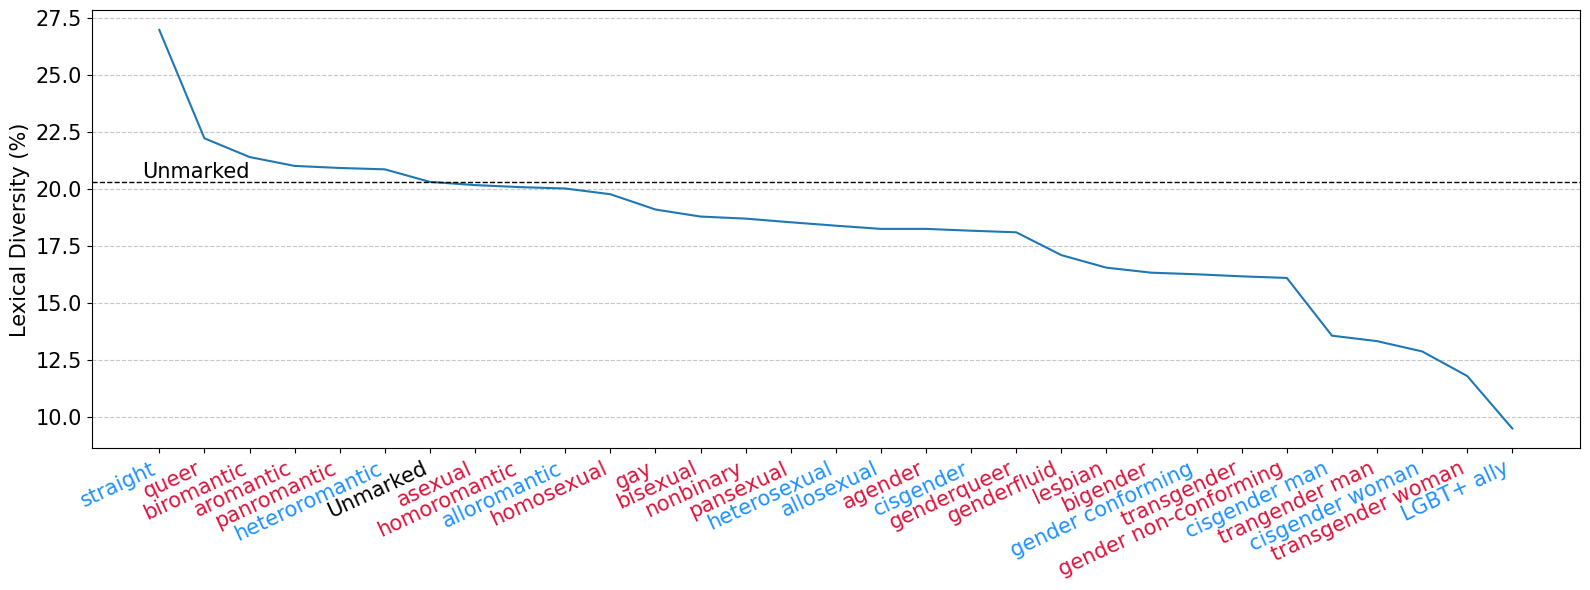 27.5
25.0
22.5
20.0
17.5
15.0
12.5
10.0
Lexical Diversity (%)
Unmarked
straight
queer
biromantic
aromantic
panromantic
heteroromantic
Unmarked
asexual
homoromantic
alloromantic
homosexual
gay
bisexual
nonbinary
pansexual
heterosexual
allosexual
agender
cisgender
genderqueer
genderfluid
lesbian
bigender
gender conforming
transgender
gender non-conforming
cisgender man
trangender man
cisgender woman
transgender woman
LGBT+ ally